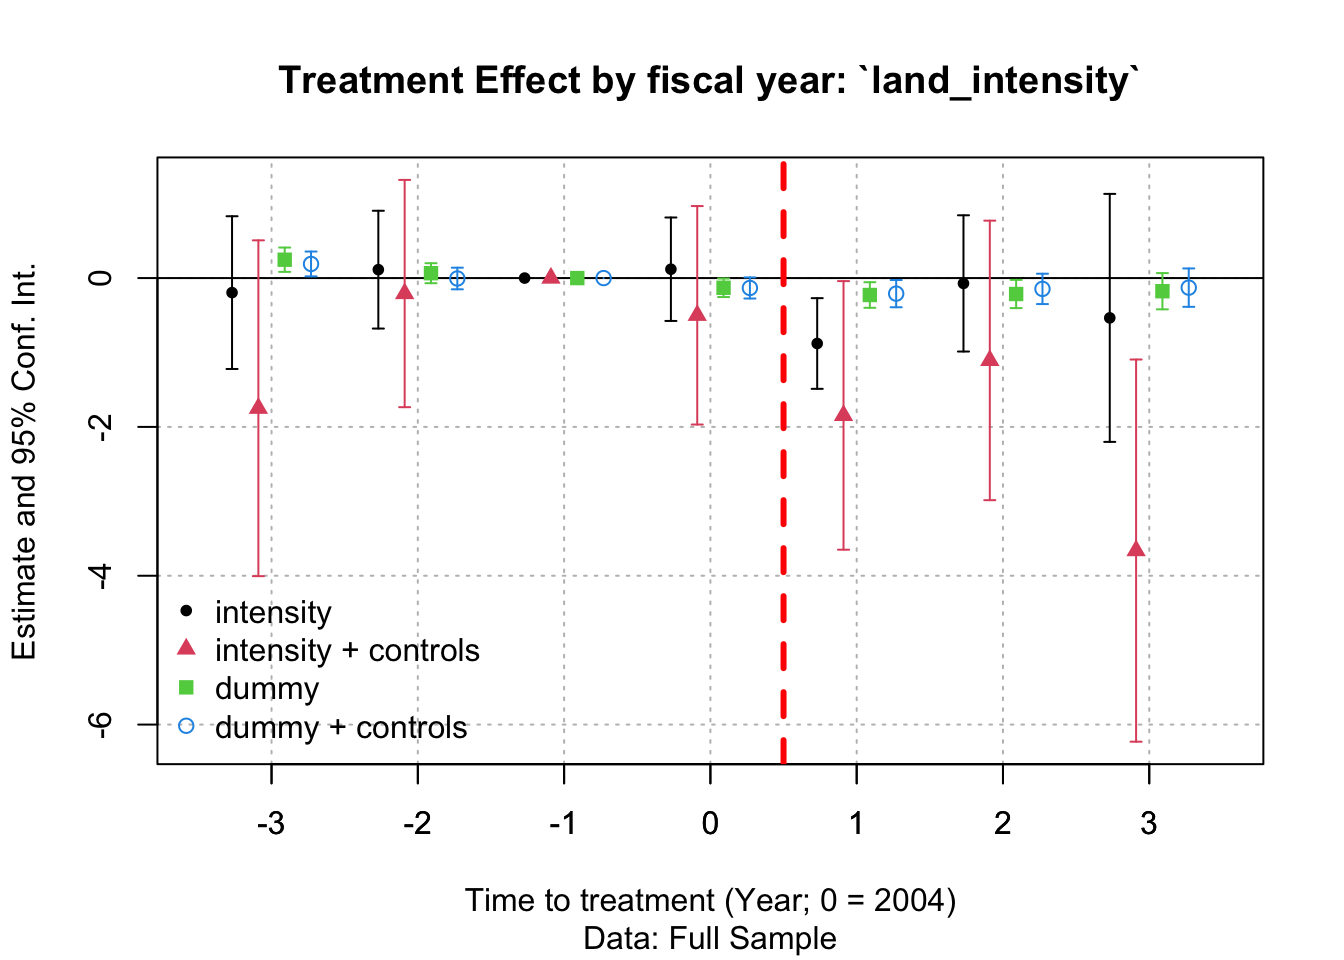 Treatment Effect by fiscal year: `land_intensity`
Estimate and 95% Conf. Int.
0
-2
-4
-6
intensity
intensity + controls
dummy
dummy + controls
-3 -2 -1 0 1 2 3
Time to treatment (Year; 0 = 2004)
Data: Full Sample